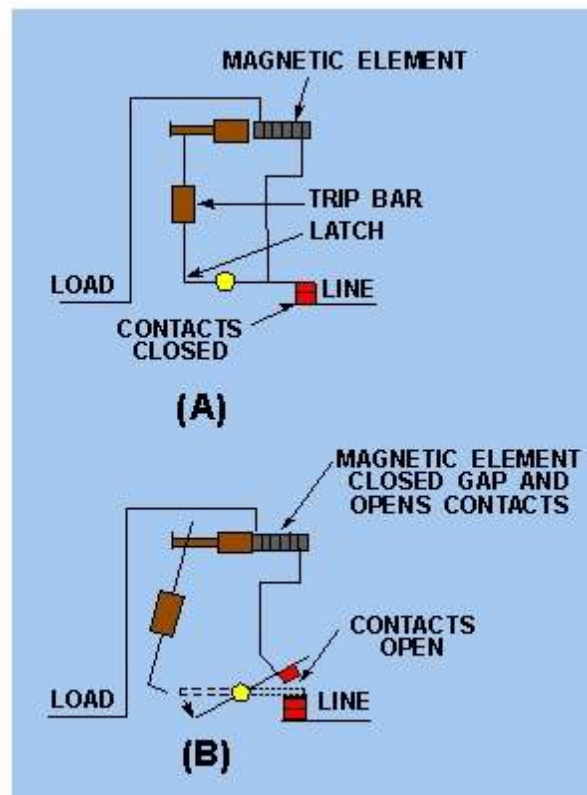 MAGNETIC ELEMENT
TRIP BAR
LATCH
LOAD
LINE
CONTACTS
CLOSED
(A)
MAGNETIC ELEMENT
CLOSED GAP AND
OPENS CONTACTS
CONTACTS
OPEN
LOAD
LINE
(B)